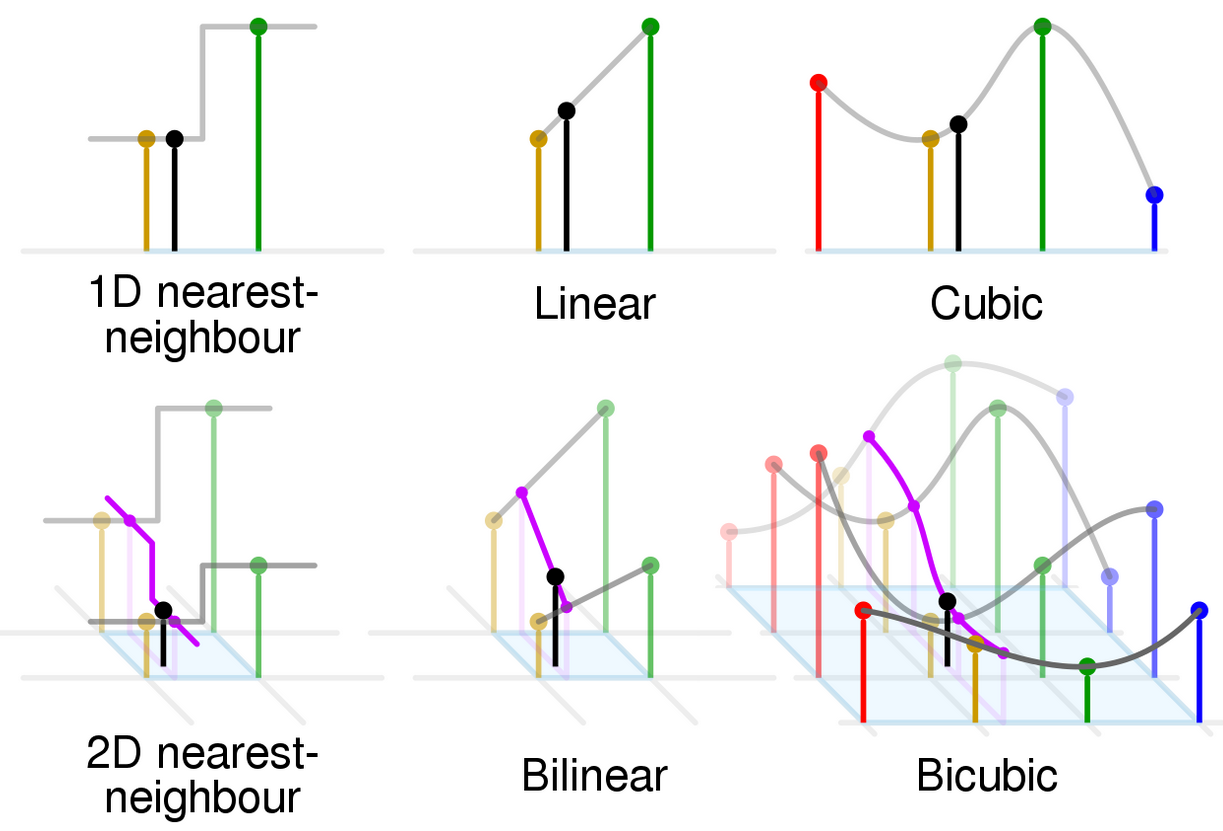 1D nearest-
neighbour
Linear
Cubic
2D nearest-
neighbour
Bilinear
Bicubic